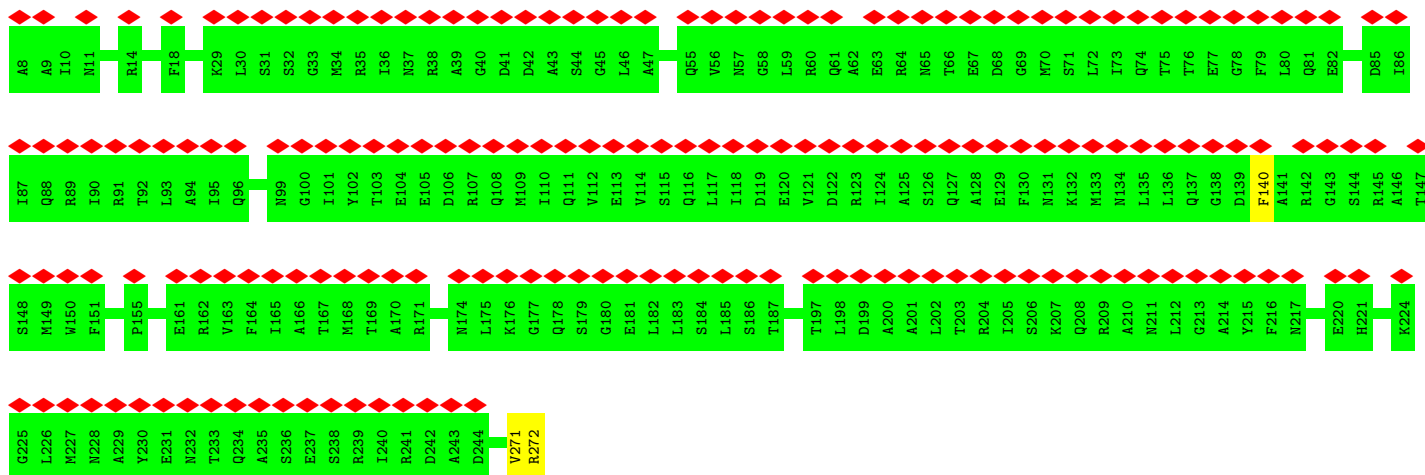 A8 A9 I10 N11 R14 F18 K29 L30 S31 S32 G33 M34 R35 I36 N37 R38 A39 G40 D41 D42 A43 S44 G45 L46 A47 Q55 V56 N57 G58 L59 R60 Q61 A62 E63 R64 N65 T66 E67 D68 G69 M70 S71 L72 I73 Q74 T75 T76 E77 G78 F79 L80 Q81 E82 D85 I86
I87 Q88 R89 I90 R91 T92 L93 A94 I95 Q96 N99 G100 I101 Y102 T103 E104 E105 D106 R107 Q108 M109 I110 Q111 V112 E113 V114 S115 Q116 L117 I118 D119 E120 V121 D122 R123 I124 A125 S126 Q127 A128 E129 F130 N131 K132 M133 N134 L135 L136 Q137 G138 D139 F140 A141 R142 G143 S144 R145 A146 T147
S148 M149 W150 F151 P155 E161 R162 V163 F164 I165 A166 T167 M168 T169 A170 R171 N174 L175 K176 G177 Q178 S179 G180 E181 L182 L183 S184 L185 S186 T187 T197 L198 D199 A200 A201 L202 T203 R204 I205 S206 K207 Q208 R209 A210 N211 L212 G213 A214 Y215 F216 N217 E220 H221 K224
G225 L226 M227 N228 A229 Y230 E231 N232 T233 Q234 A235 S236 E237 S238 R239 I240 R241 D242 A243 D244 V271 R272